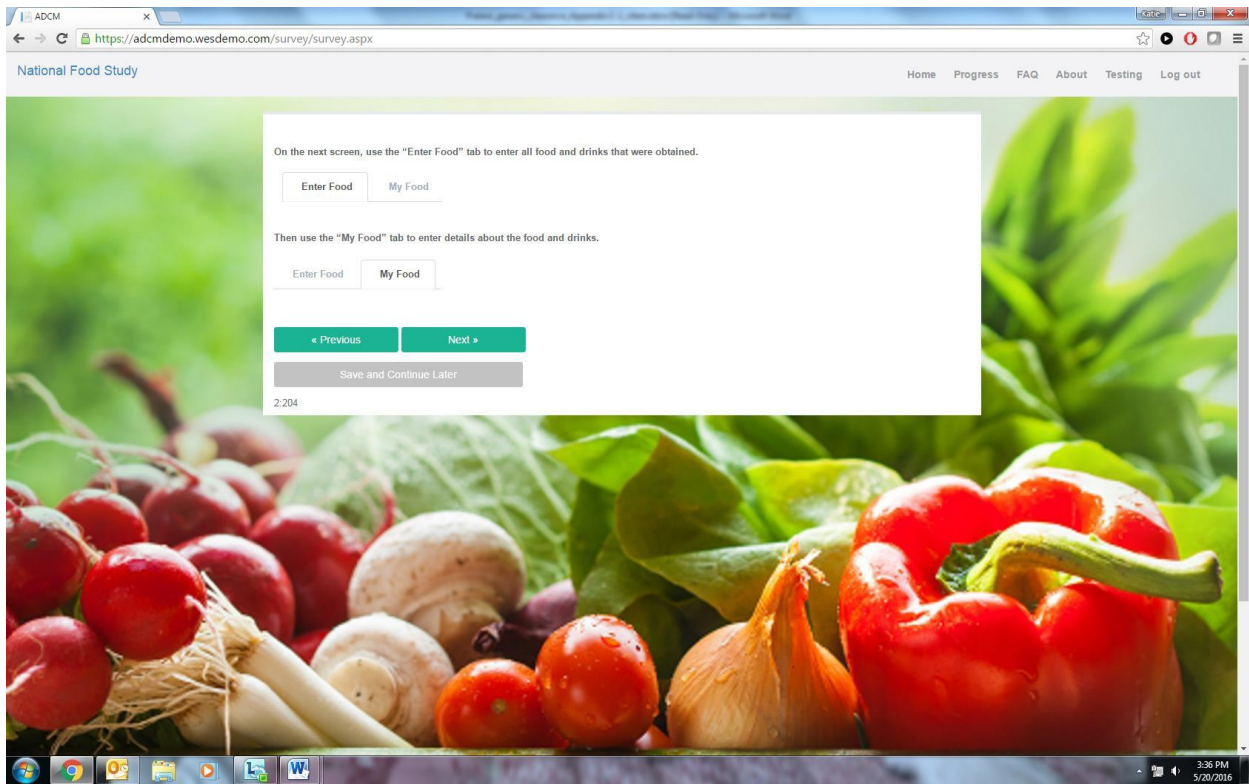 ADCM
Katie
https://adcmdemo.wesdemo.com/survey/survey.aspx
National Food Study
Home Progress FAQ About Testing Log out
On the next screen, use the “Enter Food” tab to enter all food and drinks that were obtained.
Enter Food My Food
Then use the “My Food” tab to enter details about the food and drinks.
Enter Food My Food
« Previous Next »
Save and Continue Later
2:204
3:36 PM
5/20/2016